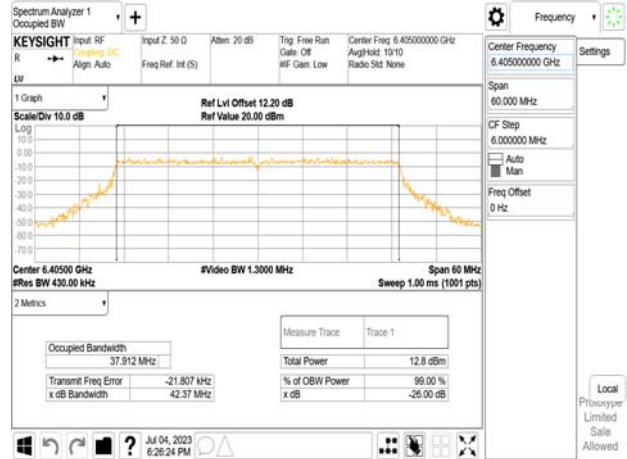 Spectrum Analyzer 1
Occupied BW
Frequency
KEYSIGHT
Input: RF
Coupling: DC
Align: Auto
Input Z: 50 Ω
Freq Ref: Int (S)
Atten: 20 dB
Trig: Free Run
Gate: Off
#IF Gain: Low
Center Freq: 6.405000000 GHz
Avg|Hold: 10/10
Radio Std: None
R
LXI
Center Frequency
6.405000000 GHz
Settings
Span
60.000 MHz
CF Step
6.000000 MHz
Auto
Man
Freq Offset
0 Hz
1 Graph
Scale/Div 10.0 dB
Ref Lvl Offset 12.20 dB
Ref Value 20.00 dBm
Log
10.0
0.00
-10.0
-20.0
-30.0
-40.0
-50.0
-60.0
-70.0
Center 6.40500 GHz
#Res BW 430.00 kHz
#Video BW 1.3000 MHz
Span 60 MHz
Sweep 1.00 ms (1001 pts)
2 Metrics
Measure Trace Trace 1
Occupied Bandwidth
37.912 MHz
Total Power 12.8 dBm
Transmit Freq Error -21.807 kHz
% of OBW Power 99.00 %
x dB Bandwidth 42.37 MHz
x dB -26.00 dB
Local
Prototype
Limited
Sale
Allowed
Jul 04, 2023
6:26:24 PM